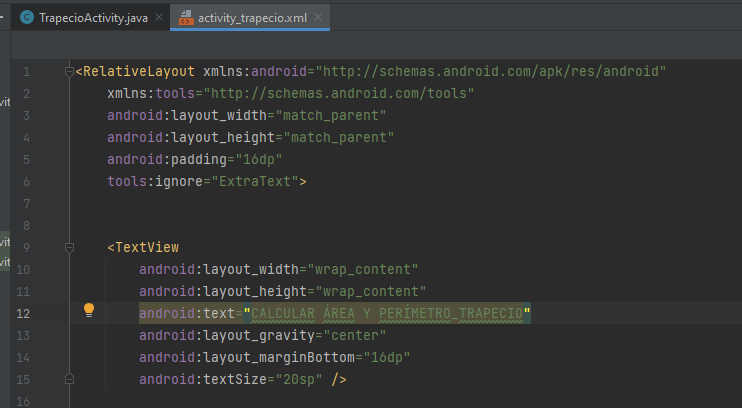 TrapecioActivity.java
activity_trapecio.xml
1 <RelativeLayout xmlns:android="http://schemas.android.com/apk/res/android"
2 xmlns:tools="http://schemas.android.com/tools"
3 android:layout_width="match_parent"
4 android:layout_height="match_parent"
5 android:padding="16dp"
6 tools:ignore="ExtraText">
7
8
9 <TextView
10 android:layout_width="wrap_content"
11 android:layout_height="wrap_content"
12 android:text="CALCULAR ÁREA Y PERÍMETRO_TRAPECIO"
13 android:layout_gravity="center"
14 android:layout_marginBottom="16dp"
15 android:textSize="20sp" />
16
vit
vit
vit